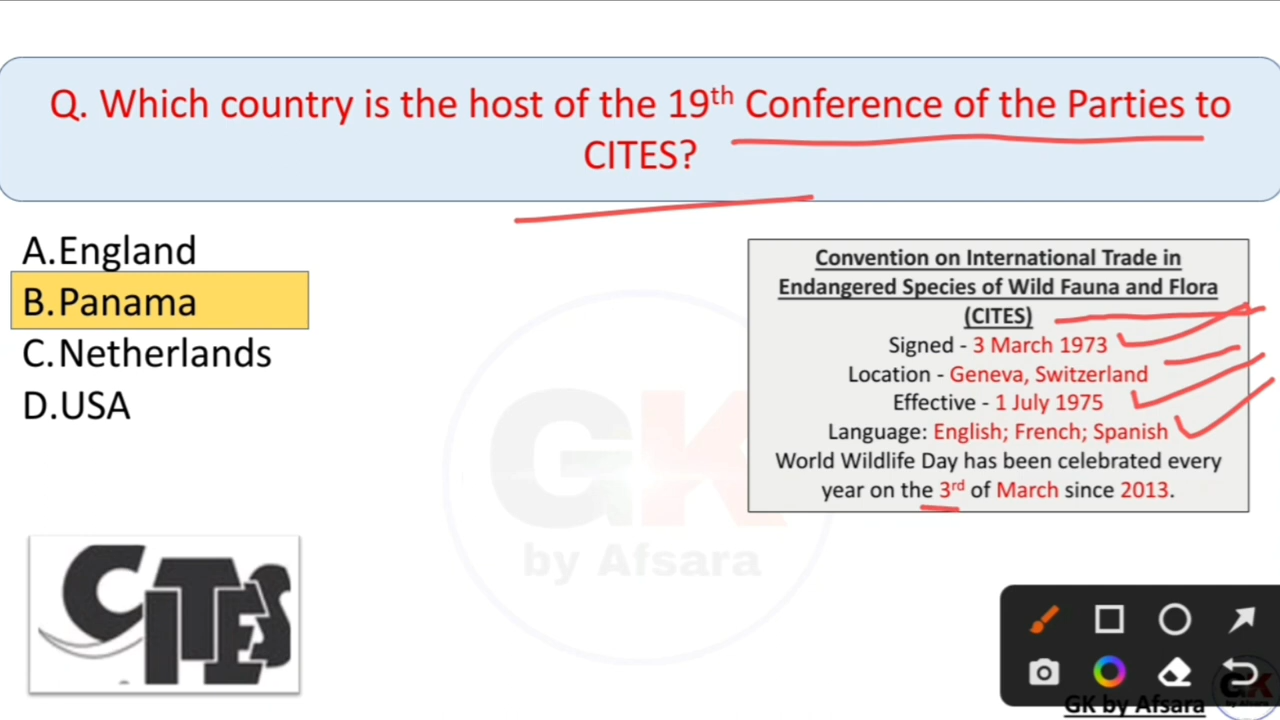 Q. Which country is the host of the 19th Conference of the Parties to
CITES?
A.England
B.Panama
C.Netherlands
D.USA
Convention on International Trade in
Endangered Species of Wild Fauna and Flora
(CITES)
Signed - 3 March 1973
Location - Geneva, Switzerland
Effective - 1 July 1975
Language: English; French; Spanish
World Wildlife Day has been celebrated every
year on the 3rd of March since 2013.
GK
by Afsara
CITES
GK
GK by Afsara